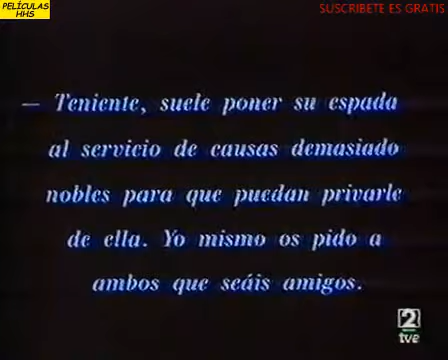 PELÍCULAS
HHS
SUSCRIBETE ES GRATIS
— Teniente, suele poner su espada
al servicio de causas demasiado
nobles para que puedan privarle
de ella. Yo mismo os pido a
ambos que seáis amigos.
2
tve